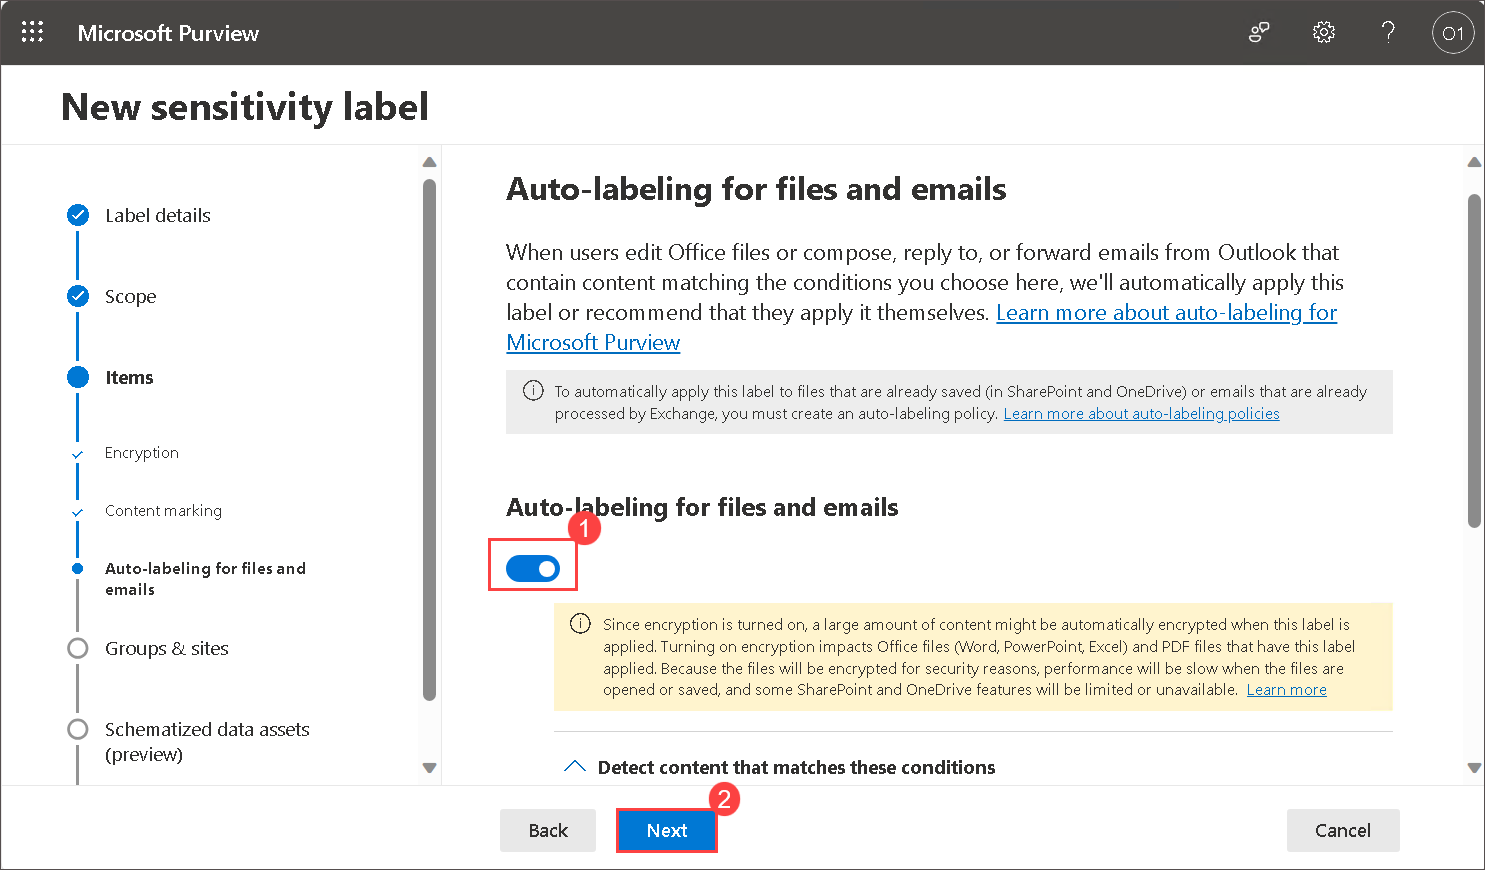 Microsoft Purview
O1
New sensitivity label
Label details
Scope
Items
Encryption
Content marking
Auto-labeling for files and
emails
Groups & sites
Schematized data assets
(preview)
Auto-labeling for files and emails
When users edit Office files or compose, reply to, or forward emails from Outlook that
contain content matching the conditions you choose here, we'll automatically apply this
label or recommend that they apply it themselves. Learn more about auto-labeling for
Microsoft Purview
To automatically apply this label to files that are already saved (in SharePoint and OneDrive) or emails that are already
processed by Exchange, you must create an auto-labeling policy. Learn more about auto-labeling policies
Auto-labeling for files and emails
1
Since encryption is turned on, a large amount of content might be automatically encrypted when this label is
applied. Turning on encryption impacts Office files (Word, PowerPoint, Excel) and PDF files that have this label
applied. Because the files will be encrypted for security reasons, performance will be slow when the files are
opened or saved, and some SharePoint and OneDrive features will be limited or unavailable. Learn more
Detect content that matches these conditions
2
Back
Next
Cancel